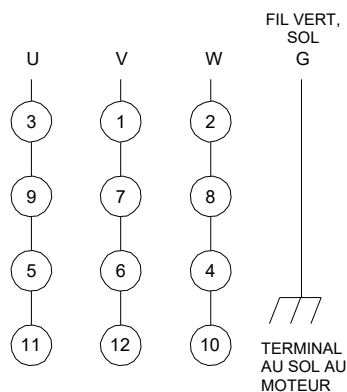 FIL VERT,
SOL
U V W G
3 1 2
9 7 8
5 6 4
11 12 10
TERMINAL
AU SOL AU
MOTEUR